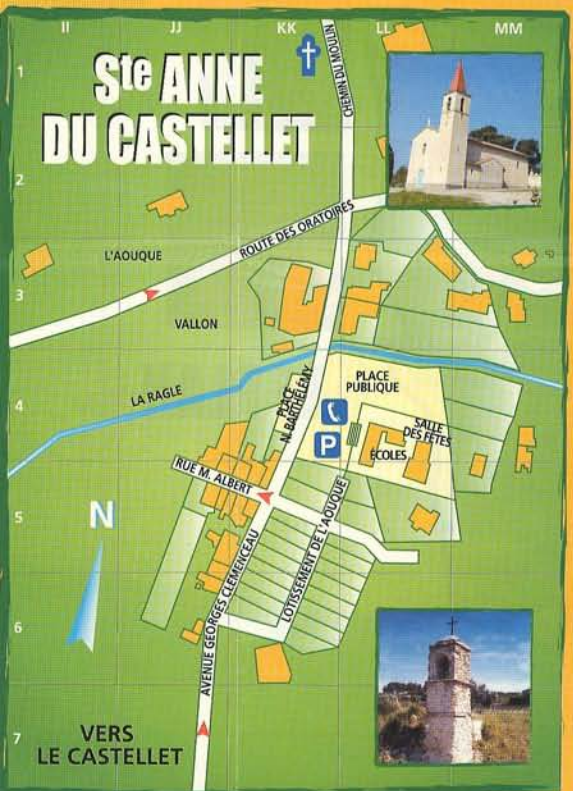 II JJ KK LL MM
1
2
3
4
5
6
7
Ste ANNE
DU CASTELLET
CHEMIN DU MOULIN
ROUTE DES ORATOIRES
L'AOUQUE
VALLON
LA RAGLE
PLACE
N. BARTHÉLÉMY
PLACE
PUBLIQUE
P
SALLE
DES FÊTES
ÉCOLES
RUE M. ALBERT
LOTISSEMENT DE L'AOUQUE
AVENUE GEORGES CLEMENCEAU
N
VERS
LE CASTELLET